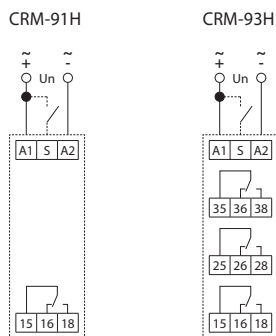 CRM-91H
~ ~
+ Un -
A1 S A2
15 16 18
CRM-93H
~ ~
+ Un -
A1 S A2
35 36 38
25 26 28
15 16 18